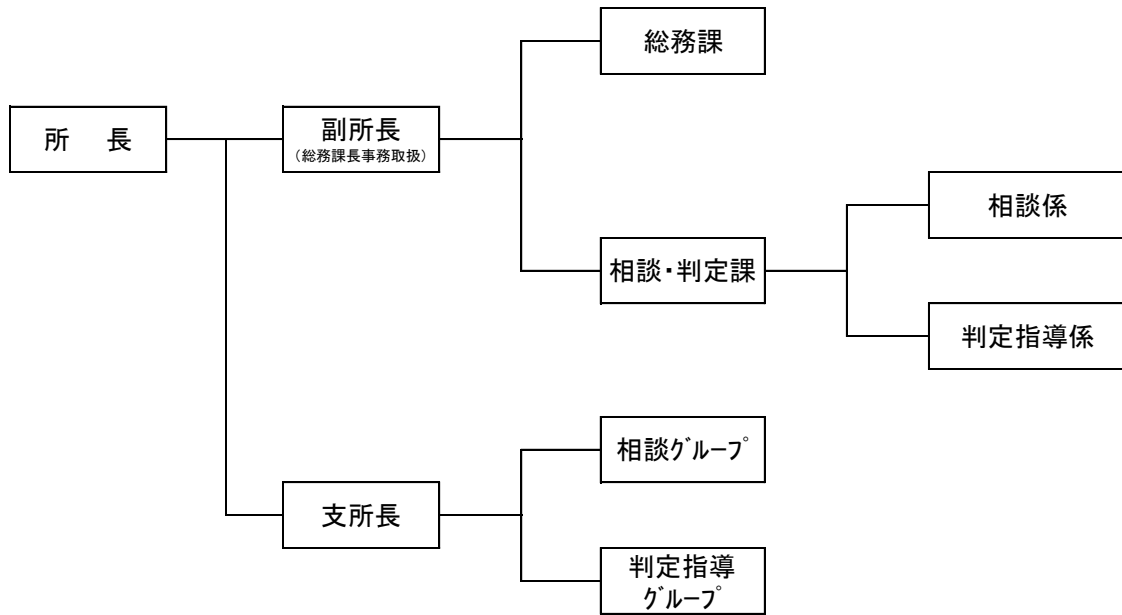 総務課
所　長
副所長
（総務課長事務取扱）
相談係
相談・判定課
判定指導係
相談ｸﾞﾙｰﾌﾟ
支所長
判定指導
ｸﾞﾙｰﾌﾟ